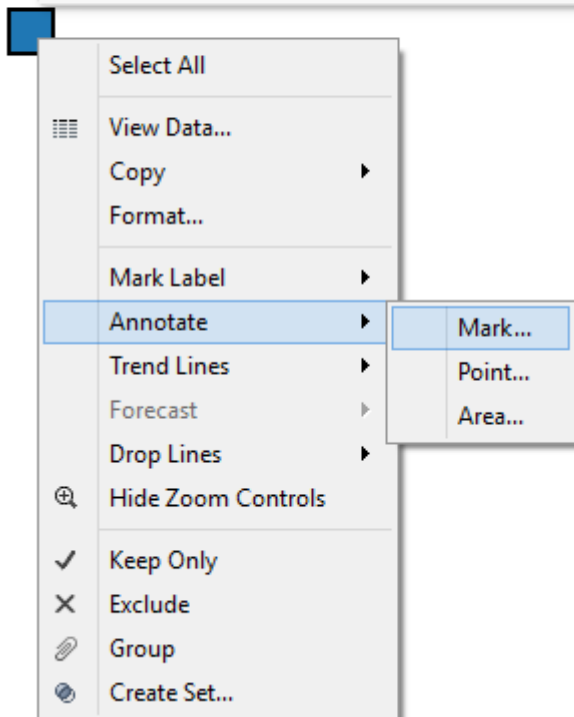 Select All
View Data...
Copy
Format...
Mark Label
Annotate
Mark...
Trend Lines
Point...
Forecast
Area...
Drop Lines
Hide Zoom Controls
Keep Only
Exclude
Group
Create Set...